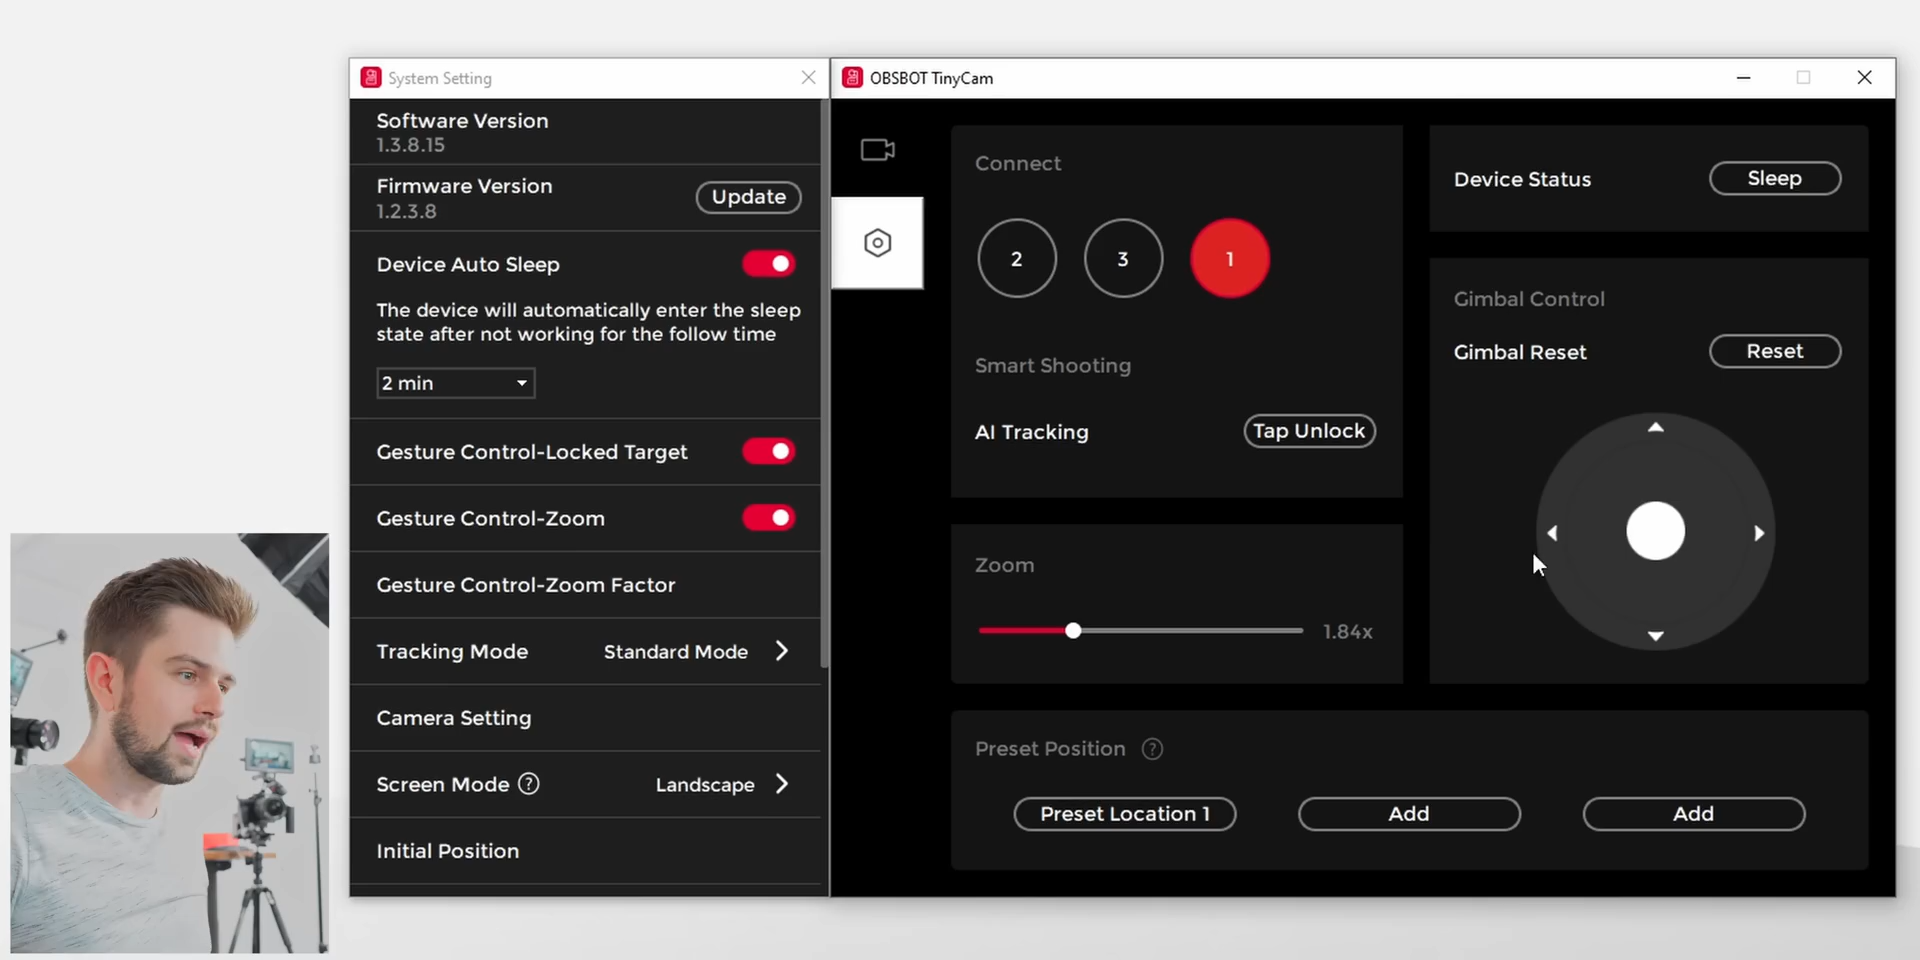 System Setting
Software Version
1.3.8.15
Firmware Version
1.2.3.8
Update
Device Auto Sleep
The device will automatically enter the sleep
state after not working for the follow time
2 min
Gesture Control-Locked Target
Gesture Control-Zoom
Gesture Control-Zoom Factor
Tracking Mode
Standard Mode
Camera Setting
Screen Mode ?
Landscape
Initial Position
OBSBOT TinyCam
Connect
2
3
1
Smart Shooting
AI Tracking
Tap Unlock
Zoom
1.84x
Device Status
Sleep
Gimbal Control
Gimbal Reset
Reset
Preset Position ?
Preset Location 1
Add
Add